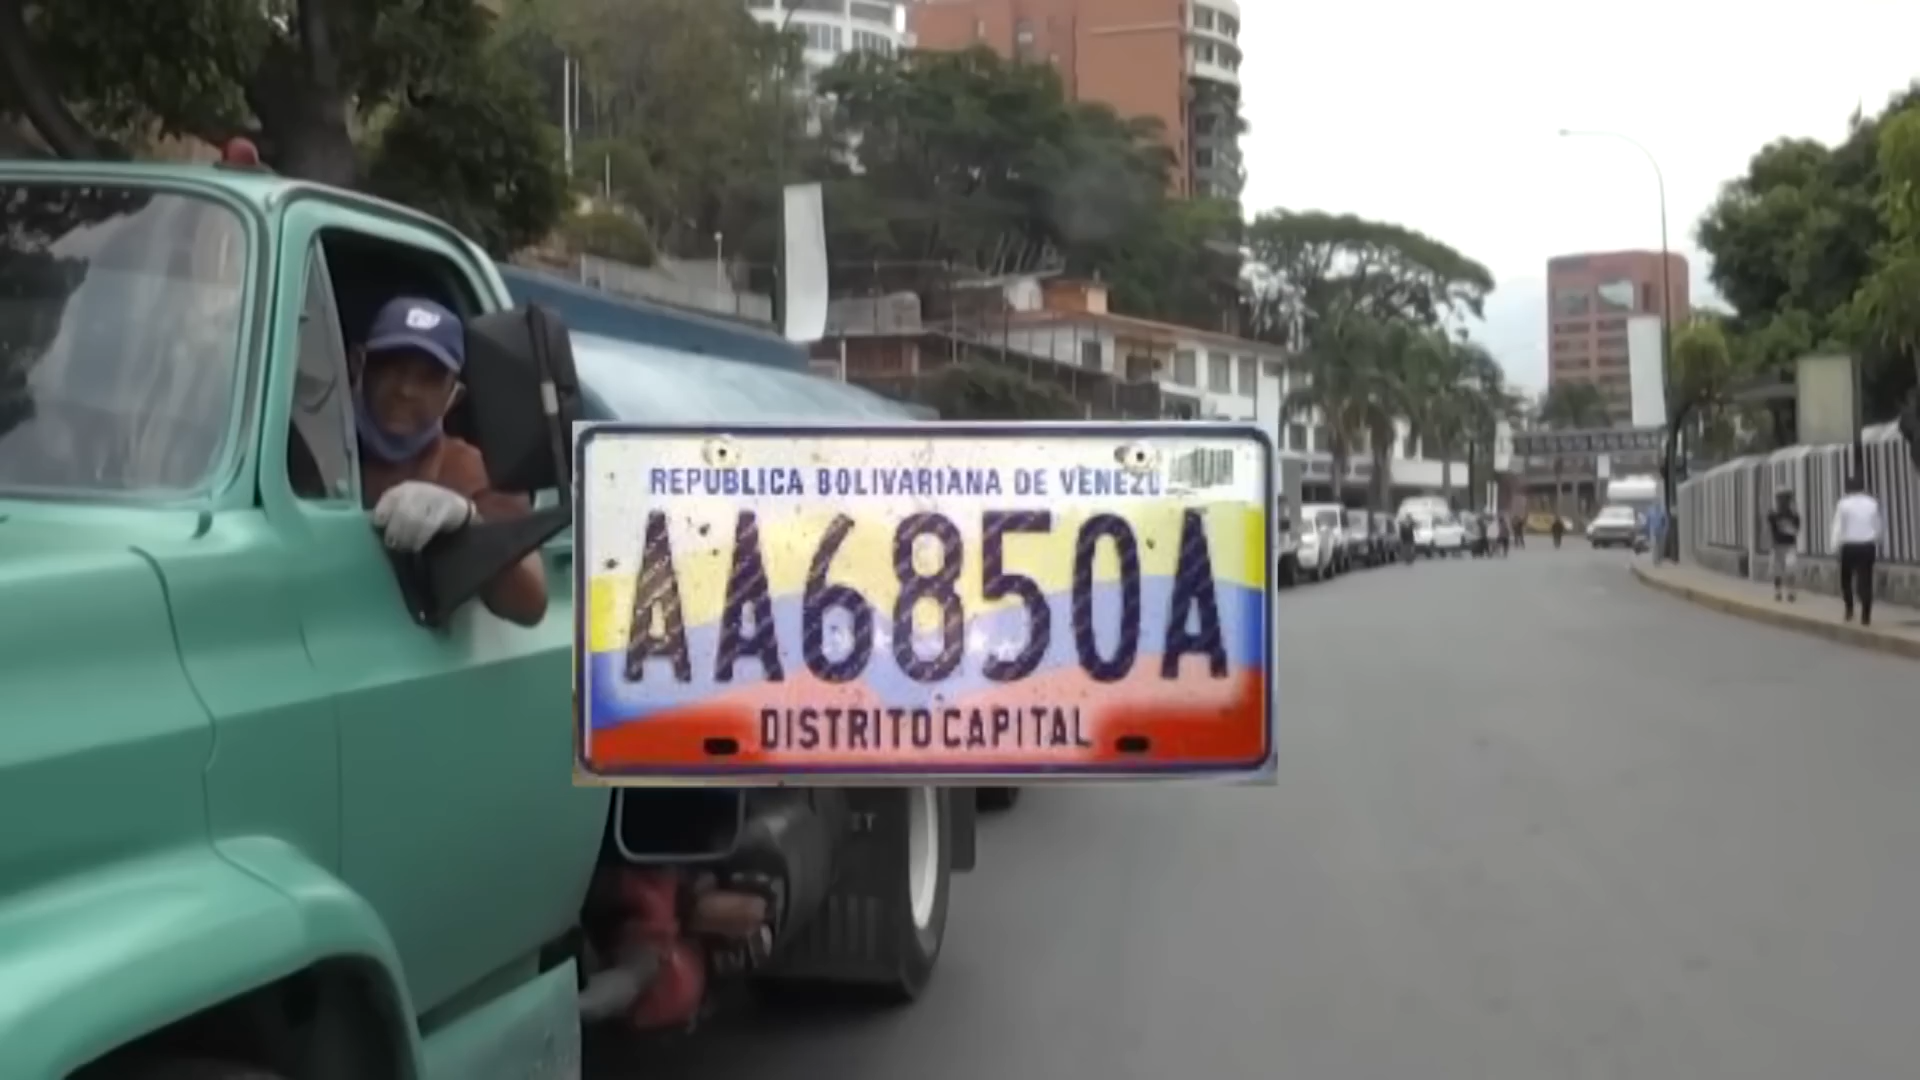 REPUBLICA BOLIVARIANA DE VENEZU
AA6850A
DISTRITO CAPITAL